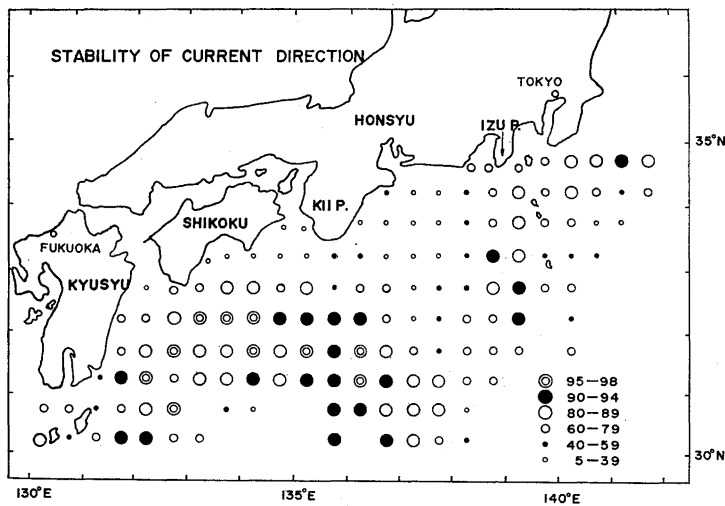 STABILITY OF CURRENT DIRECTION
TOKYO
HONSYU
IZU P.
35°N
KII P.
SHIKOKU
FUKUOKA
KYUSYU
95–98
90–94
80–89
60–79
40–59
5–39
30°N
130°E
135°E
140°E